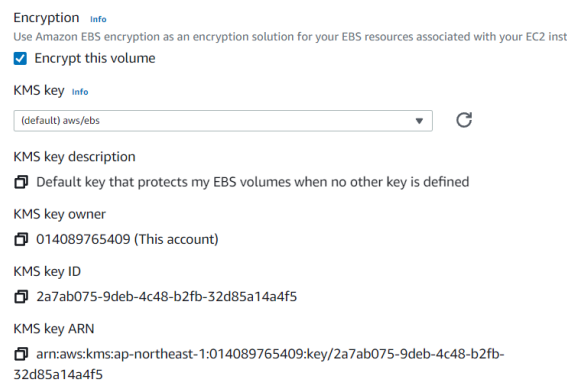 Encryption Info
Use Amazon EBS encryption as an encryption solution for your EBS resources associated with your EC2 inst
Encrypt this volume
KMS key Info
(default) aws/ebs
KMS key description
Default key that protects my EBS volumes when no other key is defined
KMS key owner
014089765409 (This account)
KMS key ID
2a7ab075-9deb-4c48-b2fb-32d85a14a4f5
KMS key ARN
arn:aws:kms:ap-northeast-1:014089765409:key/2a7ab075-9deb-4c48-b2fb-
32d85a14a4f5